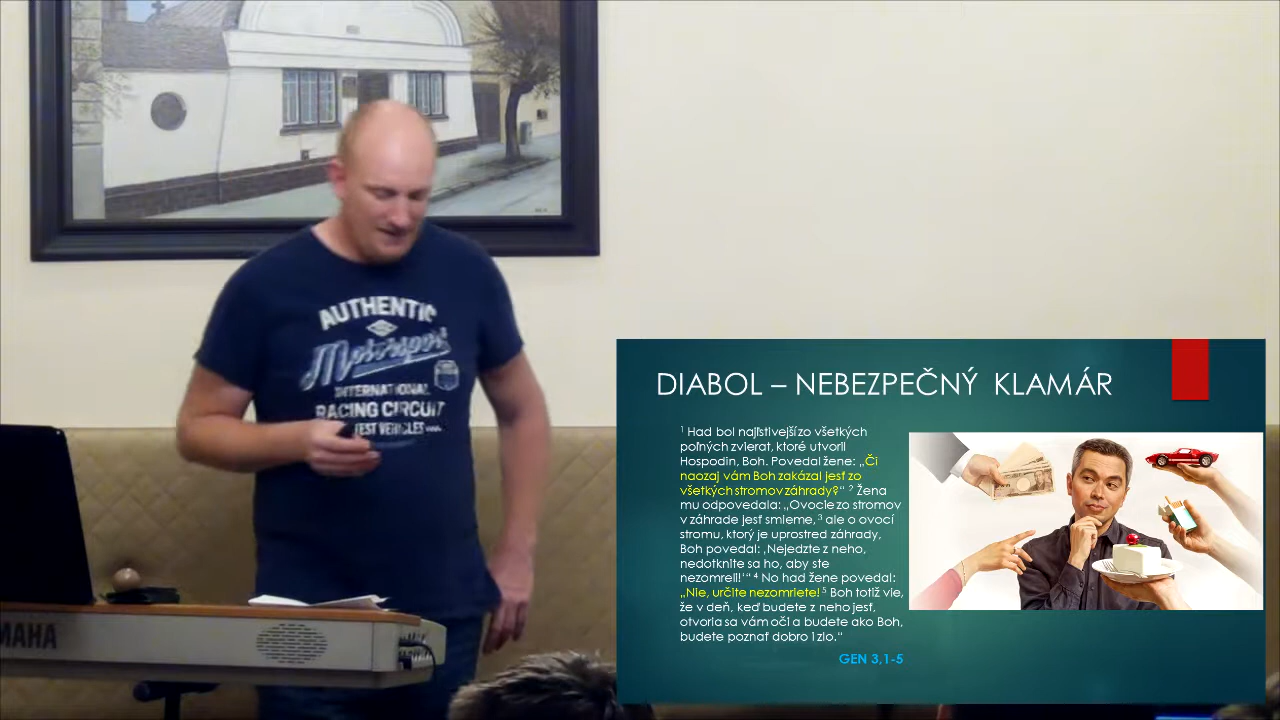 AUTHENTIC
Motorsport
INTERNATIONAL
RACING CIRCUIT
TEST VEHICLES
YAMAHA
DIABOL – NEBEZPEČNÝ KLAMÁR
¹ Had bol najľstivejší zo všetkých
poľných zvierat, ktoré utvoril
Hospodin, Boh. Povedal žene: „Či
naozaj vám Boh zakázal jesť zo
všetkých stromov záhrady?“ ² Žena
mu odpovedala: „Ovocie zo stromov
v záhrade jesť smieme, ³ ale o ovocí
stromu, ktorý je uprostred záhrady,
Boh povedal: ‚Nejedzte z neho,
nedotknite sa ho, aby ste
nezomreli!‘“ ⁴ No had žene povedal:
„Nie, určite nezomriete! ⁵ Boh totiž vie,
že v deň, keď budete z neho jesť,
otvoria sa vám oči a budete ako Boh,
budete poznať dobro i zlo.“
GEN 3,1-5